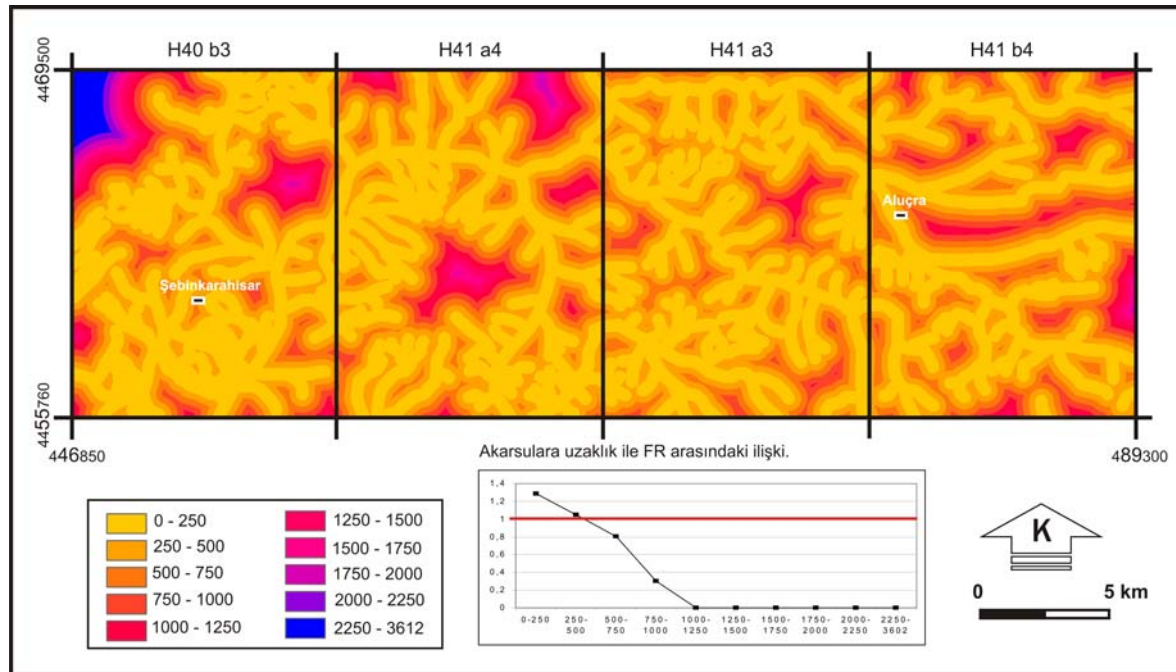 H40 b3 H41 a4 H41 a3 H41 b4
4469500
Aluçra
Şebinkarahisar
4455760
446850 489300
Akarsulara uzaklık ile FR arasındaki ilişki.
0 - 250
250 - 500
500 - 750
750 - 1000
1000 - 1250
1250 - 1500
1500 - 1750
1750 - 2000
2000 - 2250
2250 - 3612
1,4
1,2
1
0,8
0,6
0,4
0,2
0
0-250 250-500 500-750 750-1000 1000-1250 1250-1500 1500-1750 1750-2000 2000-2250 2250-3602
K
0 5 km